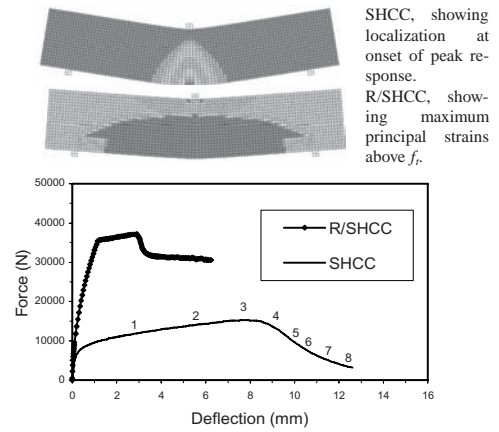 SHCC, showing
localization at
onset of peak re-
sponse.
R/SHCC, show-
ing maximum
principal strains
above ft.
50000
40000
30000
20000
10000
0
Force (N)
R/SHCC
SHCC
1
2
3
4
5
6
7
8
0 2 4 6 8 10 12 14 16
Deflection (mm)